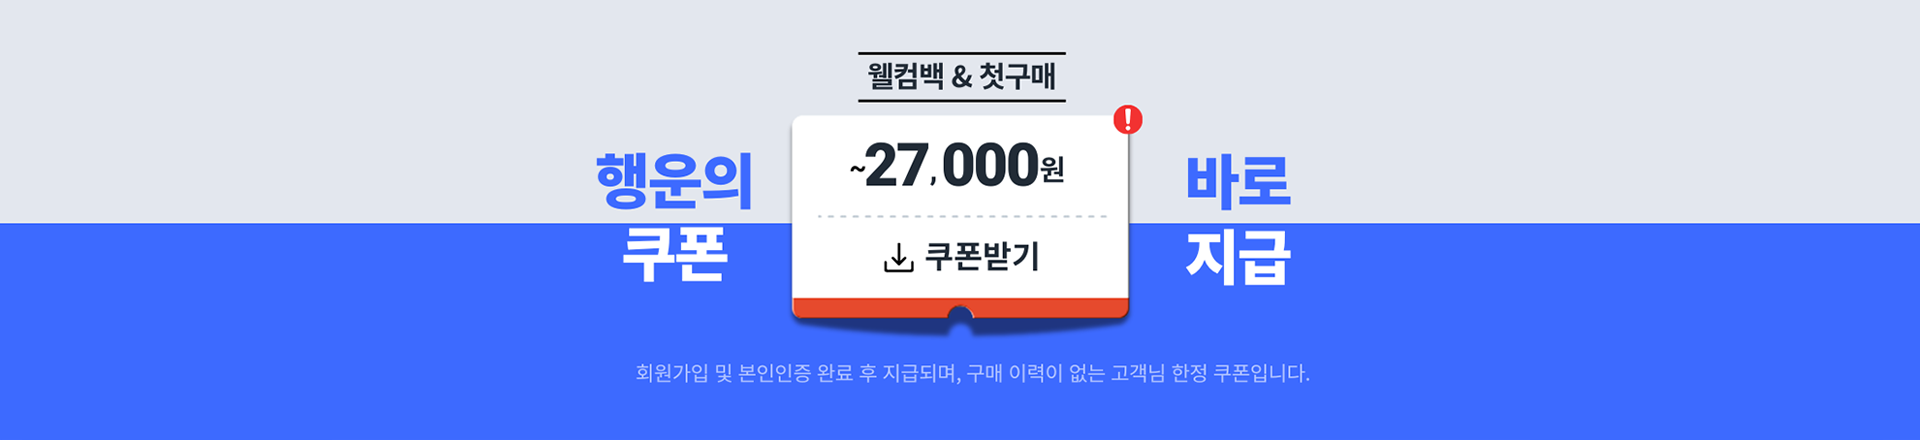 웰컴백 & 첫구매
행운의
쿠폰
~27,000원
쿠폰받기
바로
지급
회원가입 및 본인인증 완료 후 지급되며, 구매 이력이 없는 고객님 한정 쿠폰입니다.